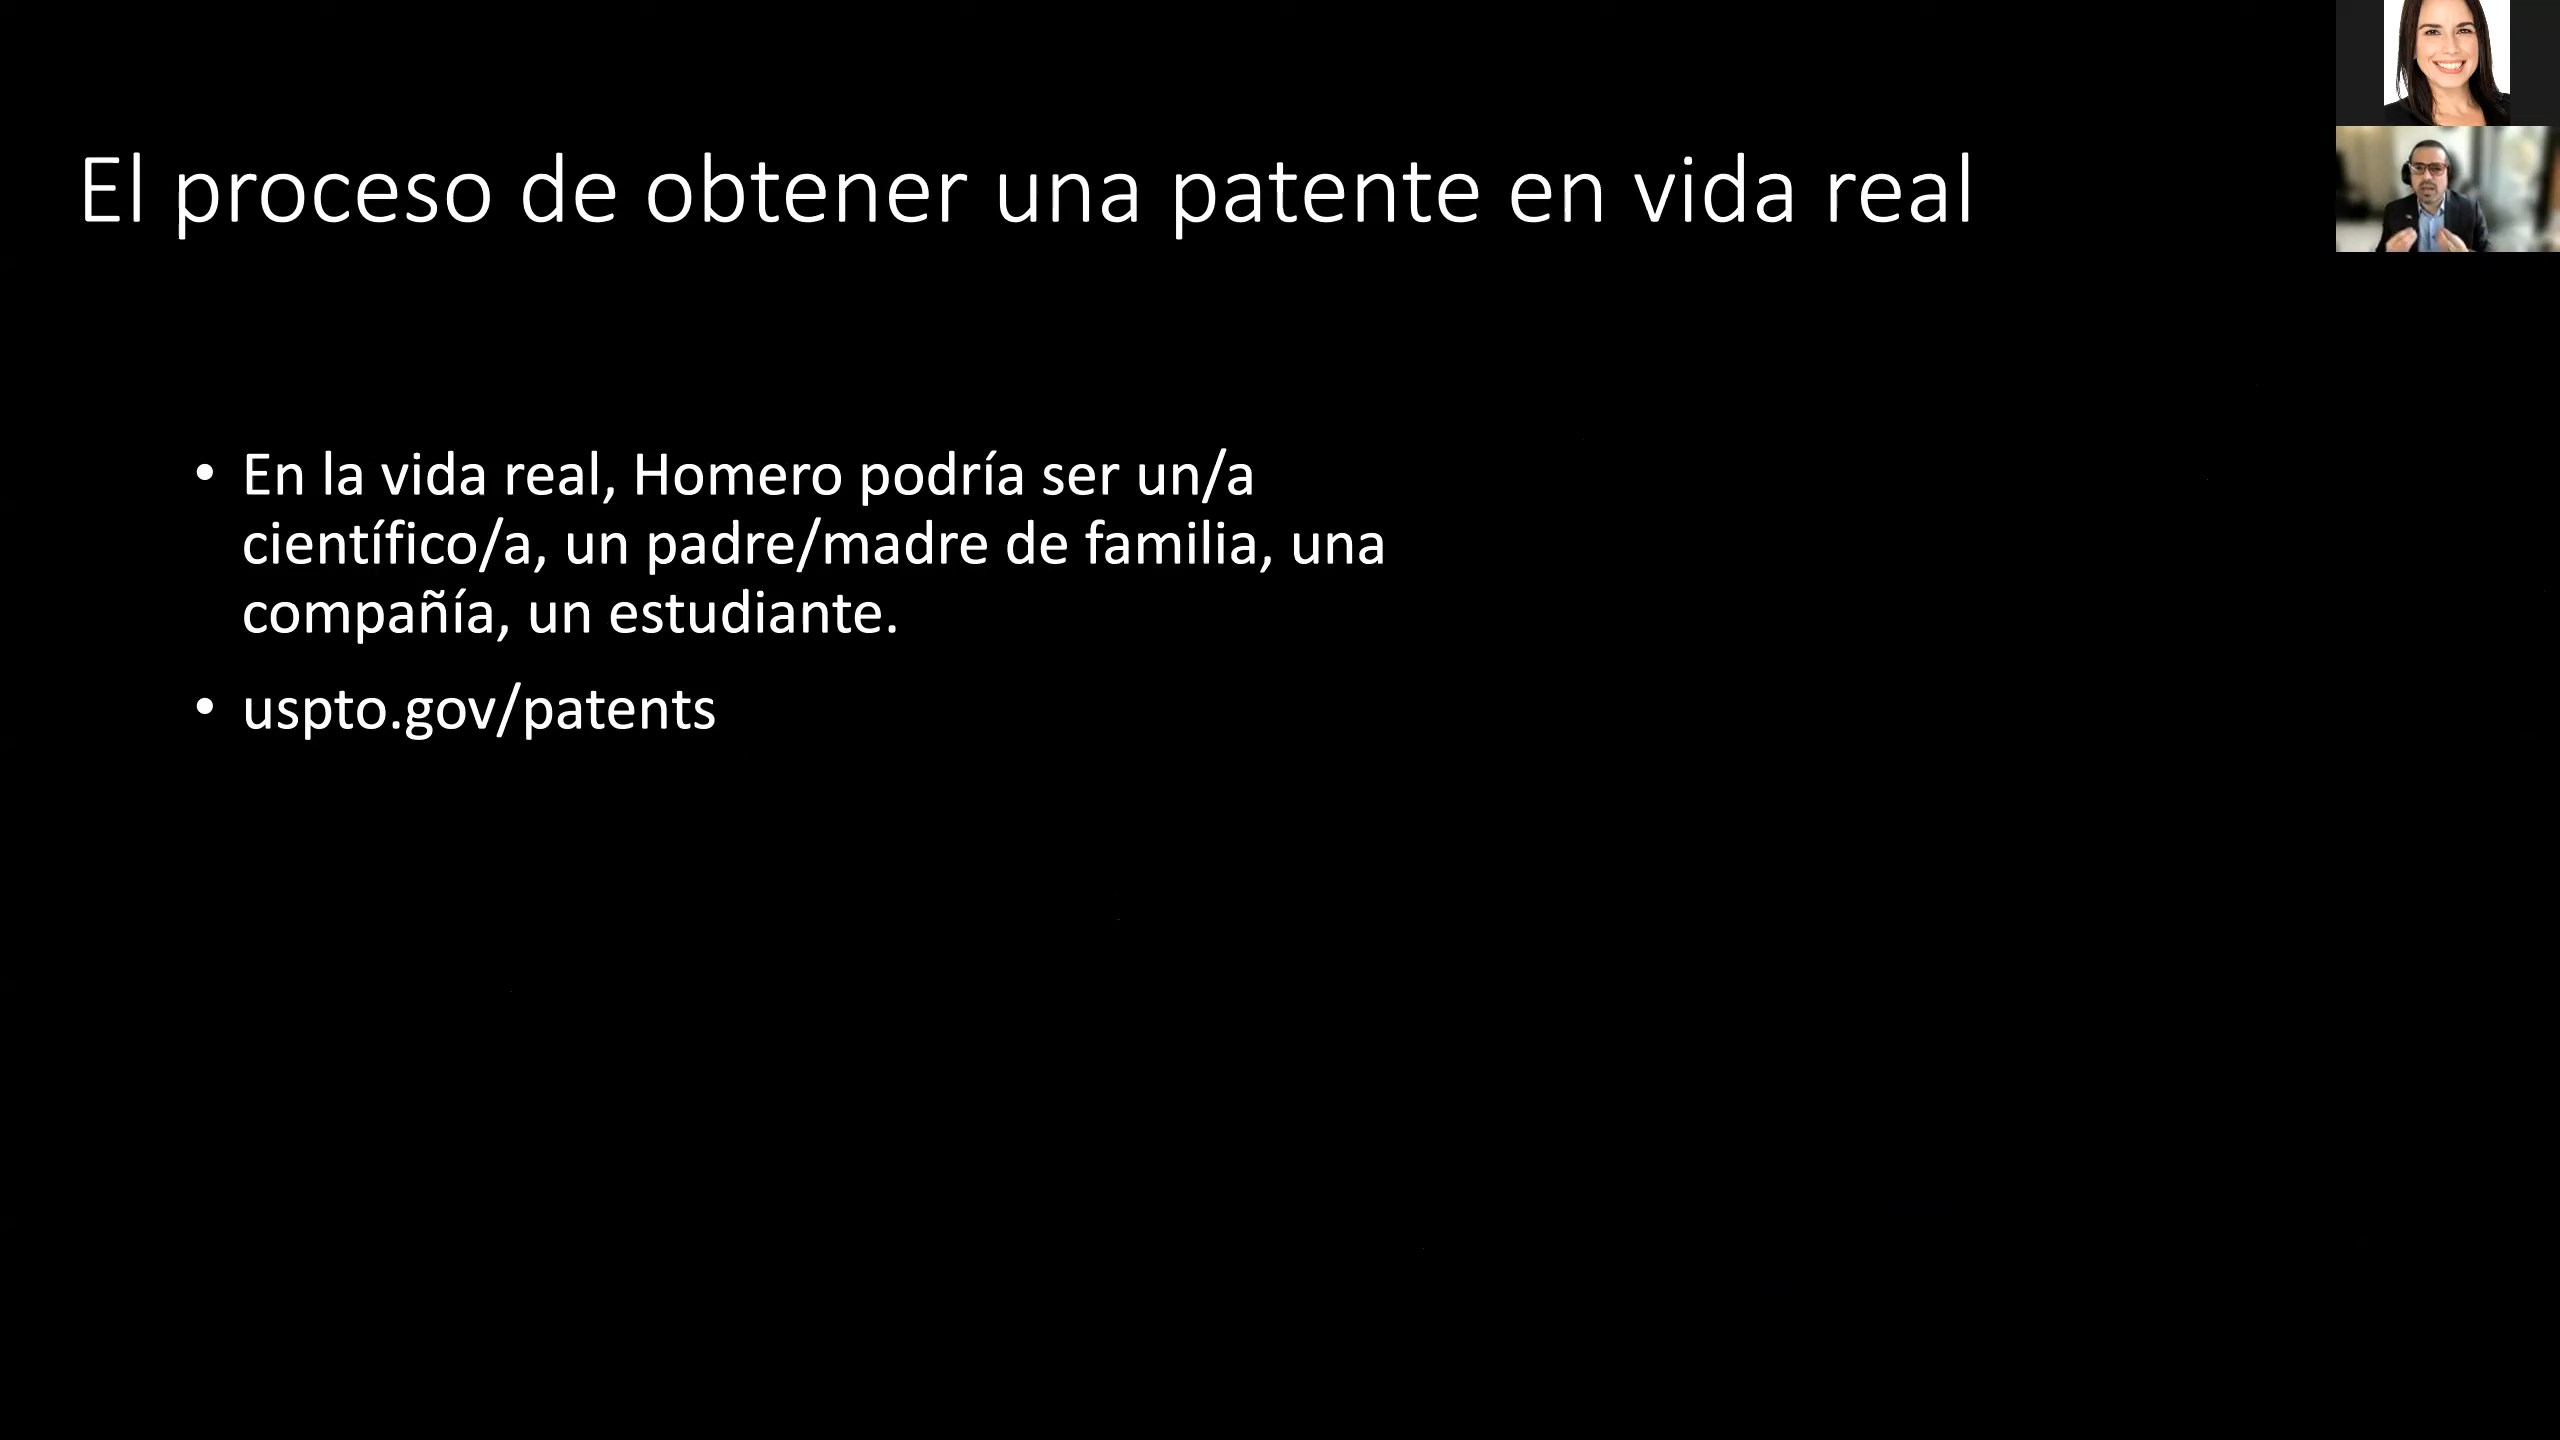 El proceso de obtener una patente en vida real
• En la vida real, Homero podría ser un/a
científico/a, un padre/madre de familia, una
compañía, un estudiante.
• uspto.gov/patents